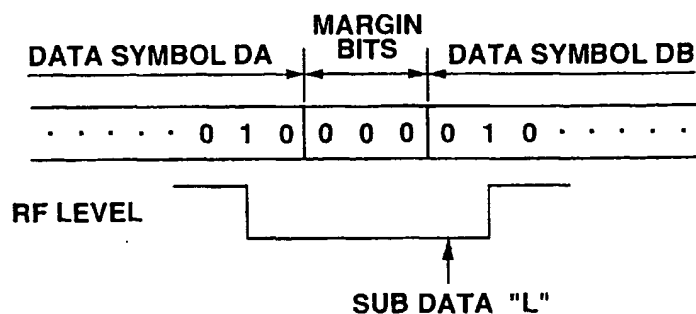 MARGIN
BITS
DATA SYMBOL DA
DATA SYMBOL DB
· · · · · 0 1 0 0 0 0 0 1 0 · · · · ·
RF LEVEL
SUB DATA "L"